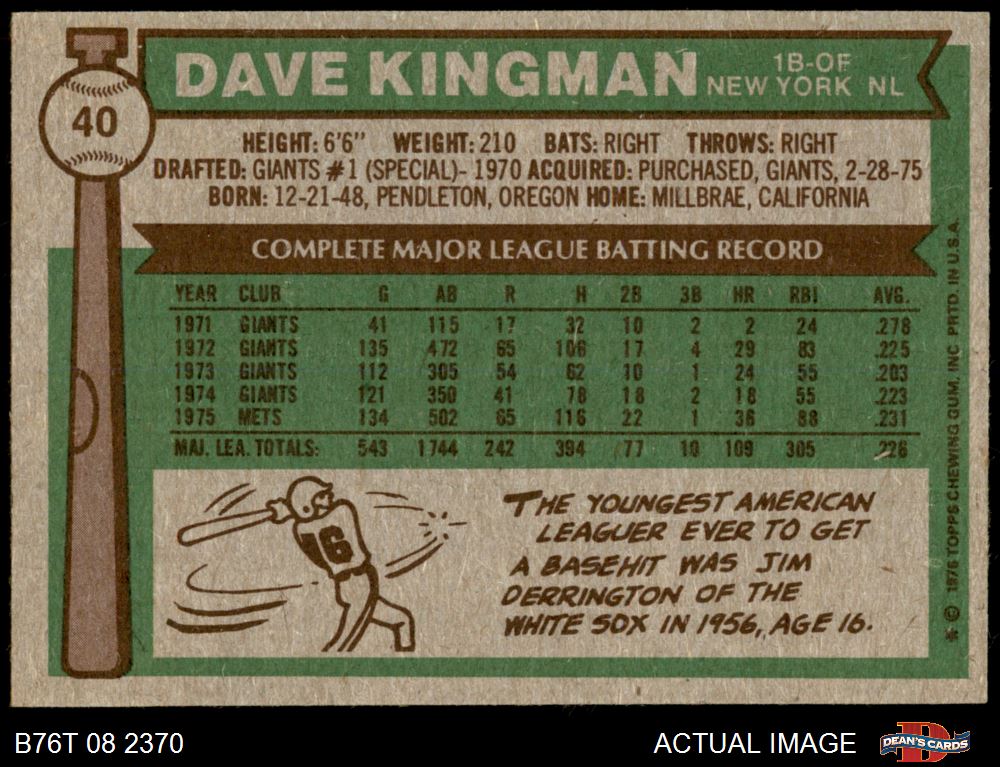 40
DAVE KINGMAN 1B-OF
NEW YORK NL
HEIGHT: 6'6" WEIGHT: 210 BATS: RIGHT THROWS: RIGHT
DRAFTED: GIANTS #1 (SPECIAL)- 1970 ACQUIRED: PURCHASED, GIANTS, 2-28-75
BORN: 12-21-48, PENDLETON, OREGON HOME: MILLBRAE, CALIFORNIA
COMPLETE MAJOR LEAGUE BATTING RECORD
YEAR CLUB G AB R H 2B 3B HR RBI AVG.
1971 GIANTS 41 115 17 32 10 2 2 24 .278
1972 GIANTS 135 472 65 106 17 4 29 83 .225
1973 GIANTS 112 305 54 62 10 1 24 55 .203
1974 GIANTS 121 350 41 78 18 2 18 55 .223
1975 METS 134 502 65 116 22 1 36 88 .231
MAJ. LEA. TOTALS: 543 1744 242 394 77 10 109 305 .226
16
THE YOUNGEST AMERICAN
LEAGUER EVER TO GET
A BASEHIT WAS JIM
DERRINGTON OF THE
WHITE SOX IN 1956, AGE 16.
* © 1976 TOPPS CHEWING GUM, INC PRTD. IN U.S.A.
B76T 08 2370
ACTUAL IMAGE
D
DEAN'S CARDS